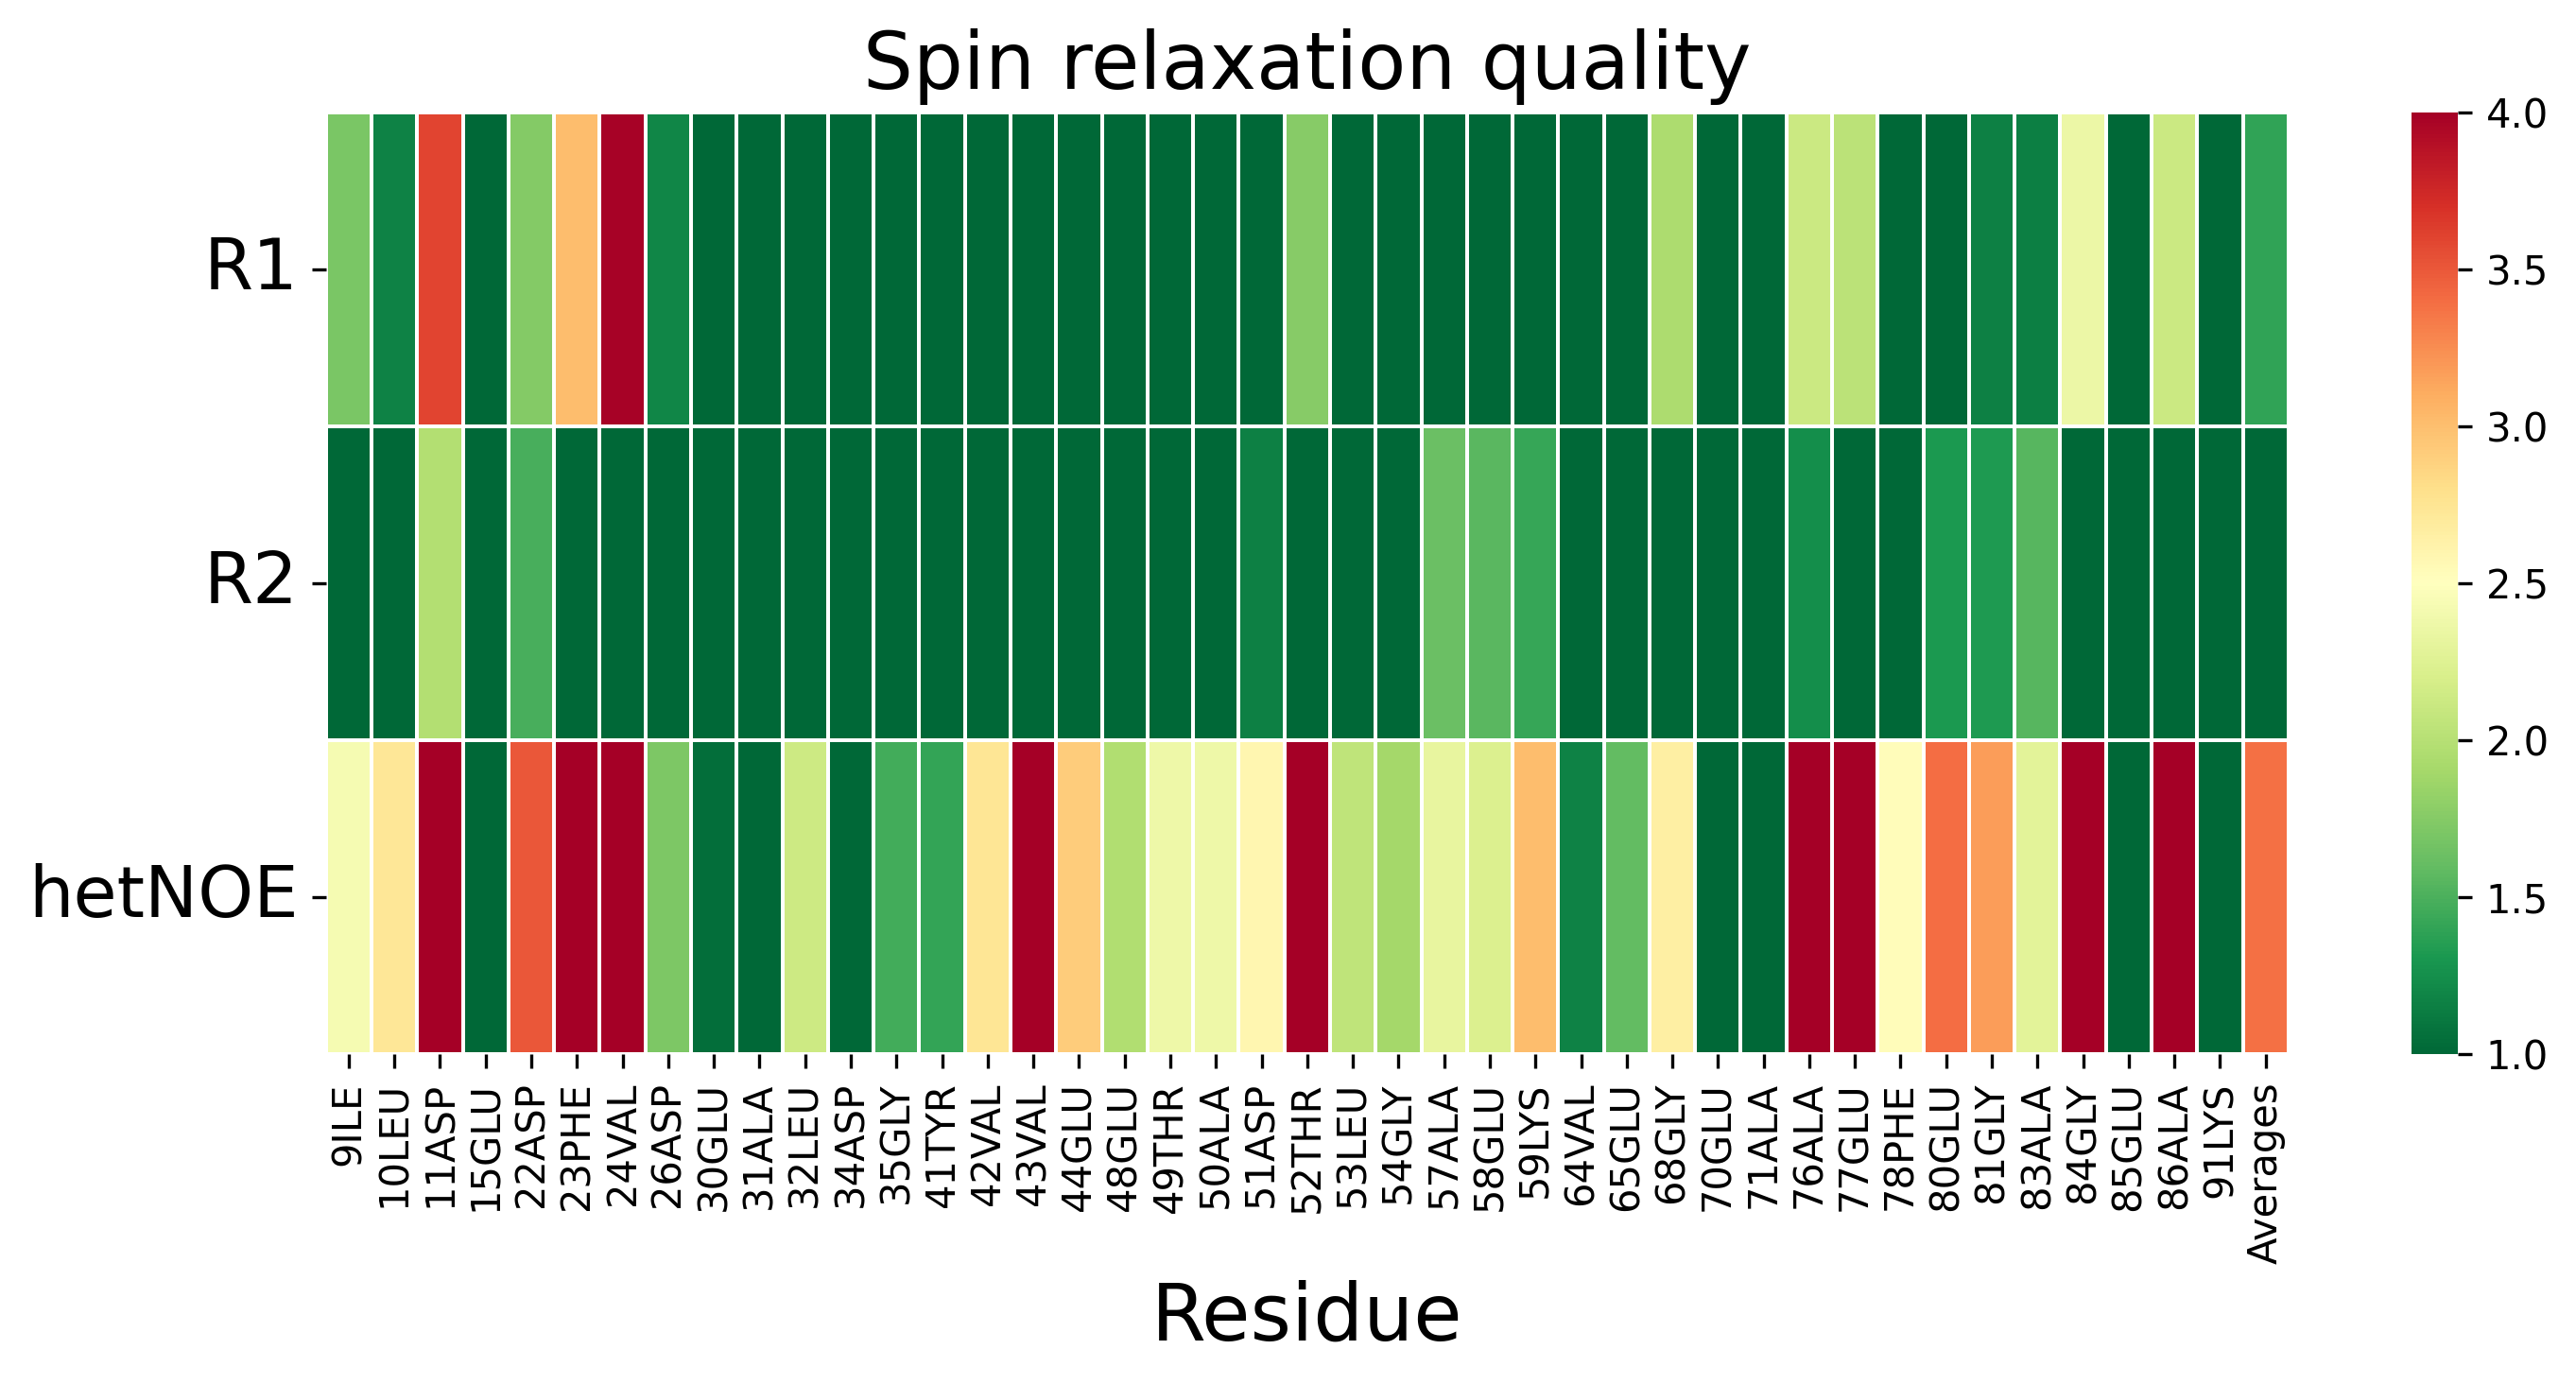 Spin relaxation quality
R1
R2
hetNOE
4.0
3.5
3.0
2.5
2.0
1.5
1.0
9ILE
10LEU
11ASP
15GLU
22ASP
23PHE
24VAL
26ASP
30GLU
31ALA
32LEU
34ASP
35GLY
41TYR
42VAL
43VAL
44GLU
48GLU
49THR
50ALA
51ASP
52THR
53LEU
54GLY
57ALA
58GLU
59LYS
64VAL
65GLU
68GLY
70GLU
71ALA
76ALA
77GLU
78PHE
80GLU
81GLY
83ALA
84GLY
85GLU
86ALA
91LYS
Averages
Residue